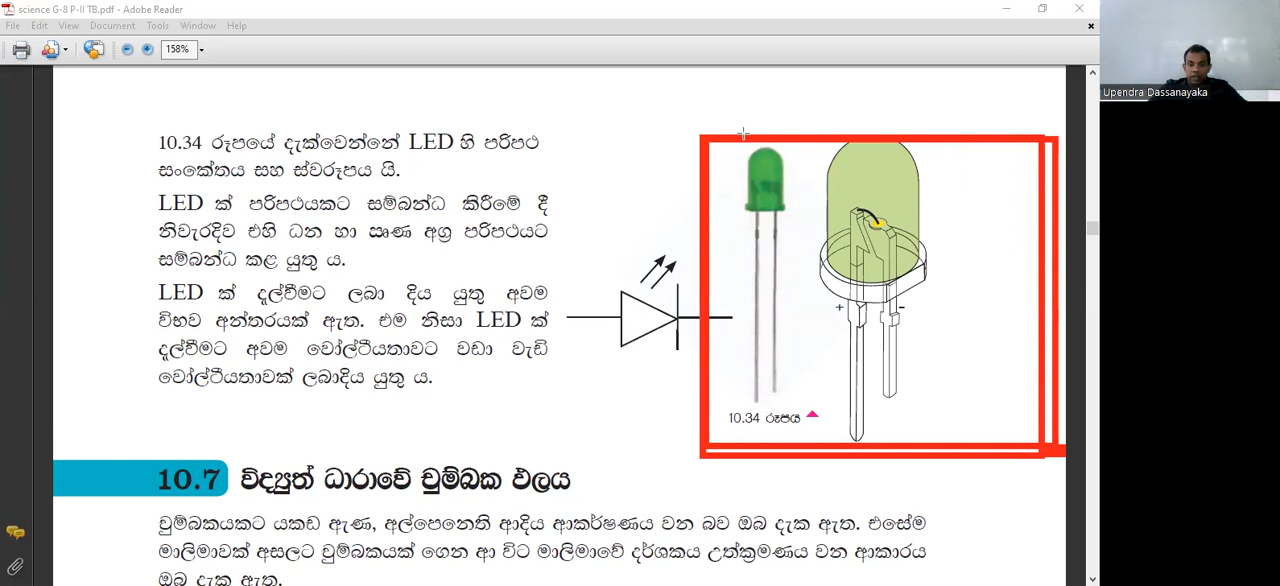 science G-8 P-II TB.pdf - Adobe Reader
File Edit View Document Tools Window Help
158%
Upendra Dassanayaka
10.34 රූපයේ දැක්වෙන්නේ LED හි පරිපථ
සංකේතය සහ ස්වරූපය යි.
LED ක් පරිපථයකට සම්බන්ධ කිරීමේ දී
නිවැරදිව එහි ධන හා ඍණ අග්‍ර පරිපථයට
සම්බන්ධ කළ යුතු ය.
LED ක් දැල්වීමට ලබා දිය යුතු අවම
විභව අන්තරයක් ඇත. එම නිසා LED ක්
දැල්වීමට අවම වෝල්ටීයතාවට වඩා වැඩි
වෝල්ටීයතාවක් ලබාදිය යුතු ය.
+ -
10.34 රූපය
10.7 විද්‍යුත් ධාරාවේ චුම්බක ඵලය
චුම්බකයකට යකඩ ඇණ, අල්පෙනෙති ආදිය ආකර්ෂණය වන බව ඔබ දැක ඇත. එසේම
මාලිමාවක් අසලට චුම්බකයක් ගෙන ආ විට මාලිමාවේ දර්ශකය උත්ක්‍රමණය වන ආකාරය
ඔබ දැක ඇත.